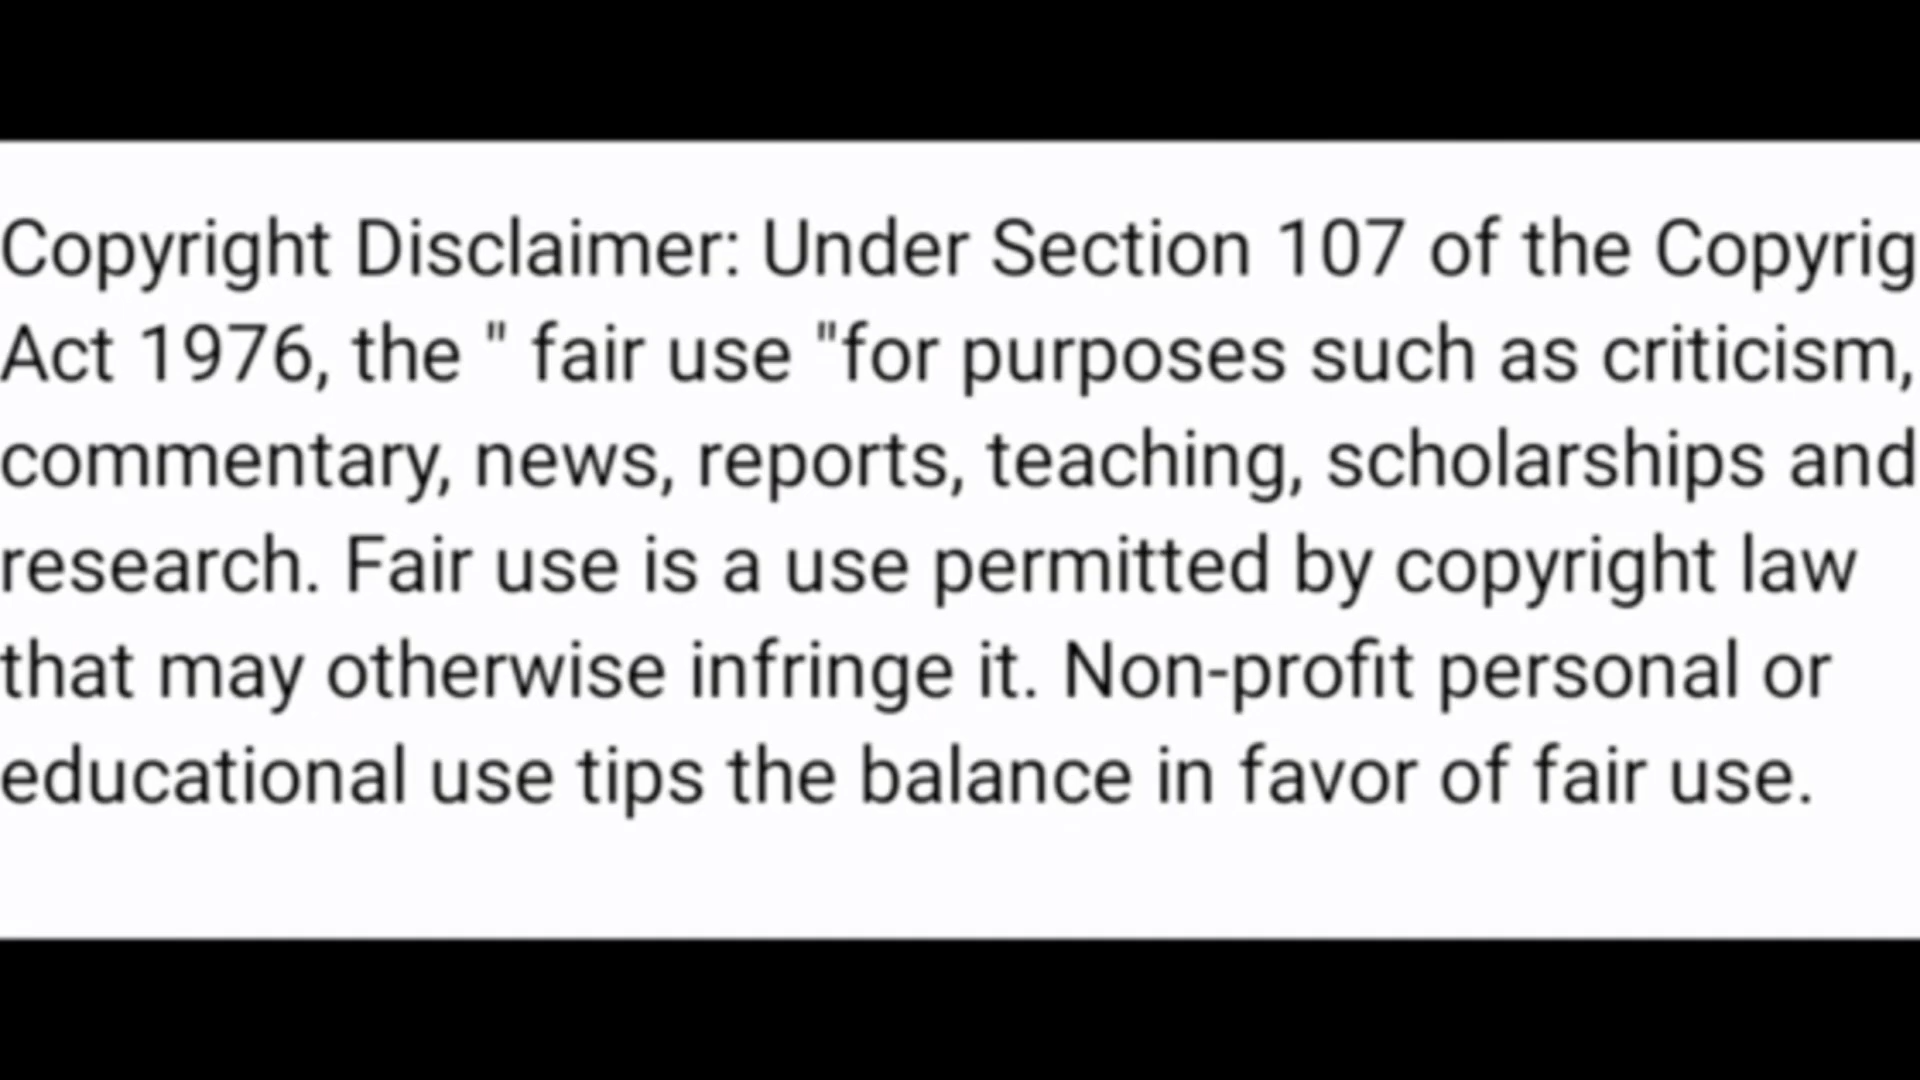 Copyright Disclaimer: Under Section 107 of the Copyrig
Act 1976, the " fair use "for purposes such as criticism,
commentary, news, reports, teaching, scholarships and
research. Fair use is a use permitted by copyright law
that may otherwise infringe it. Non-profit personal or
educational use tips the balance in favor of fair use.